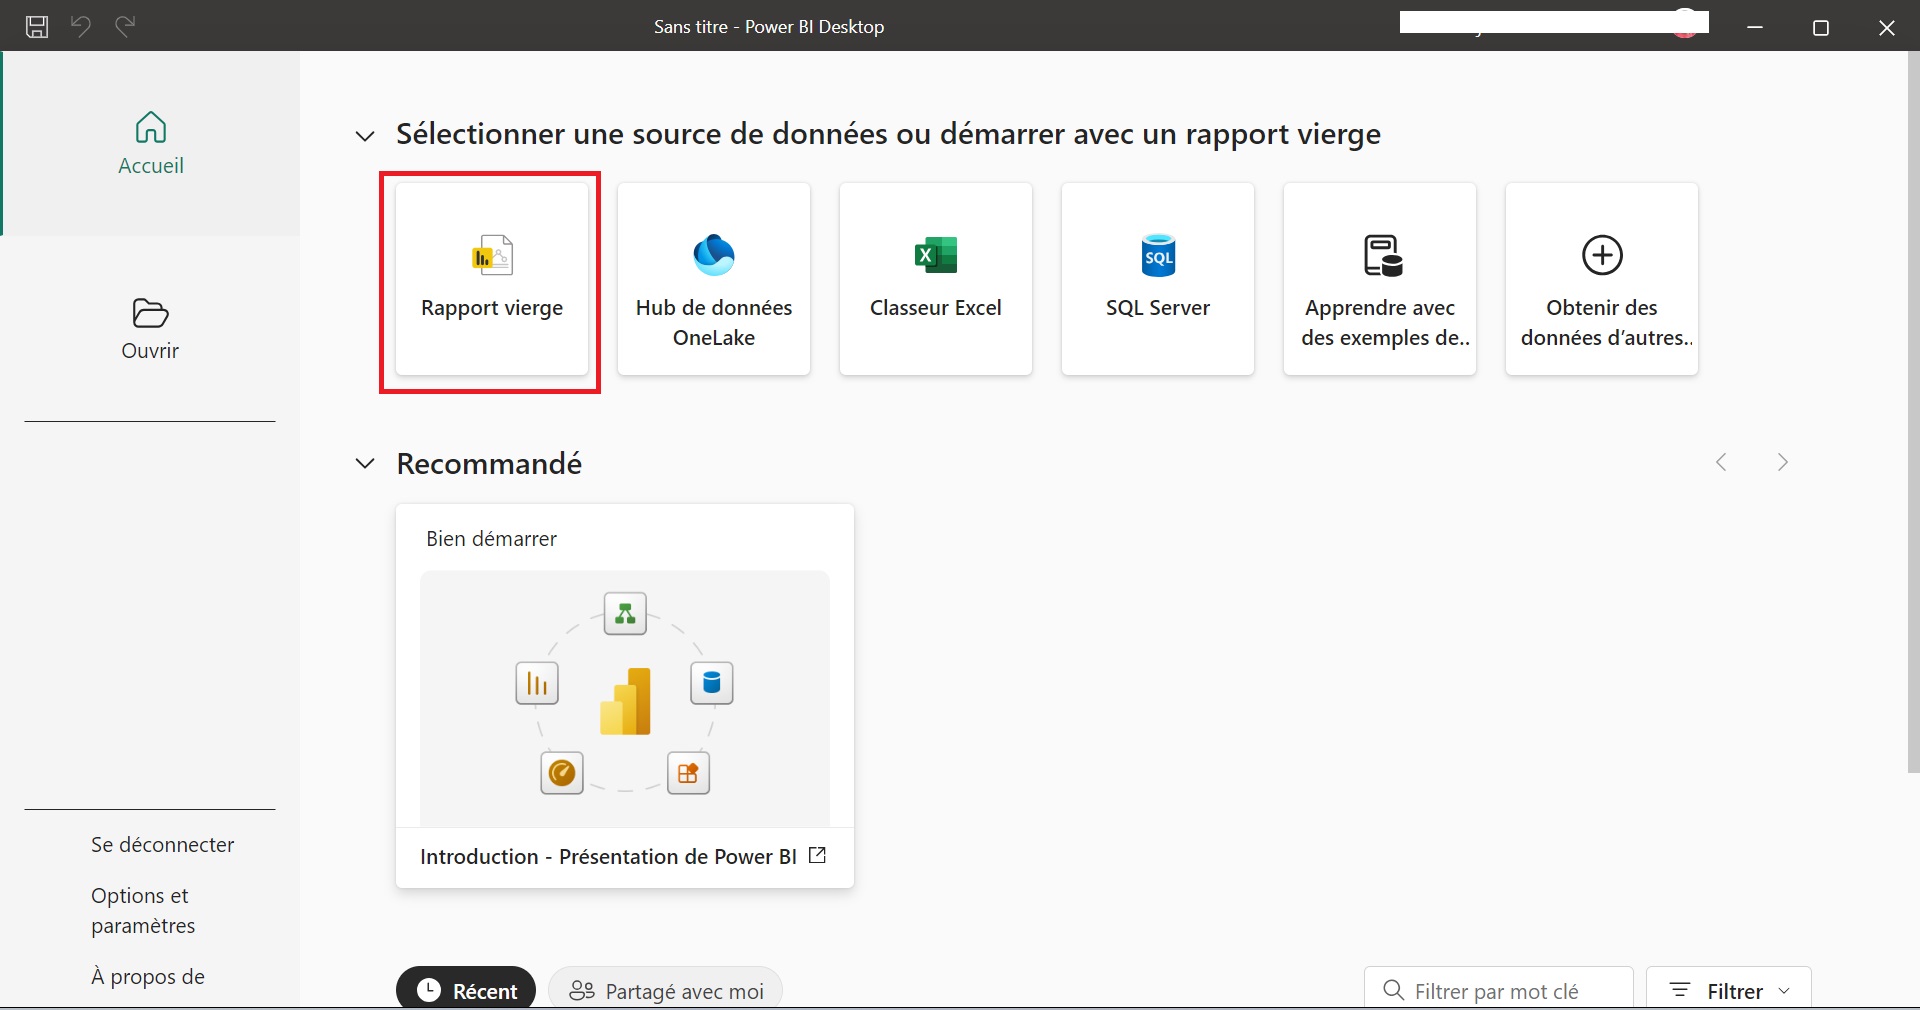 Sans titre - Power BI Desktop
Accueil
Ouvrir
Sélectionner une source de données ou démarrer avec un rapport vierge
Rapport vierge
Hub de données
OneLake
Classeur Excel
SQL
SQL Server
Apprendre avec
des exemples de..
Obtenir des
données d’autres..
Recommandé
Bien démarrer
Introduction - Présentation de Power BI
Se déconnecter
Options et
paramètres
À propos de
Récent
Partagé avec moi
Filtrer par mot clé
Filtrer